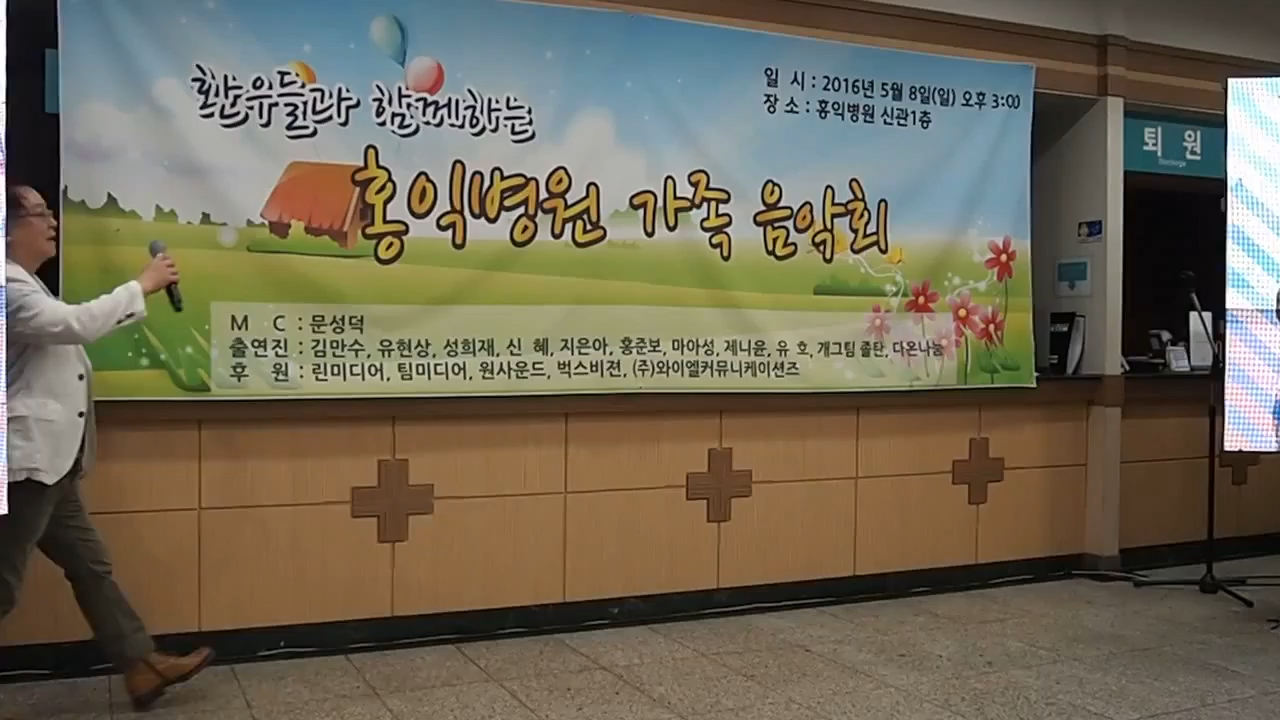 환우들과 함께하는
홍익병원 가족 음악회
일 시 : 2016년 5월 8일(일) 오후 3:00
장 소 : 홍익병원 신관1층
M C : 문성덕
출연진 : 김만수, 유현상, 성희재, 신 혜, 지은아, 홍준보, 마아성, 제니윤, 유 호, 개그팀 졸탄, 다온나눔
후 원 : 린미디어, 팀미디어, 원사운드, 벅스비젼, (주)와이엘커뮤니케이션즈
퇴 원
Discharge